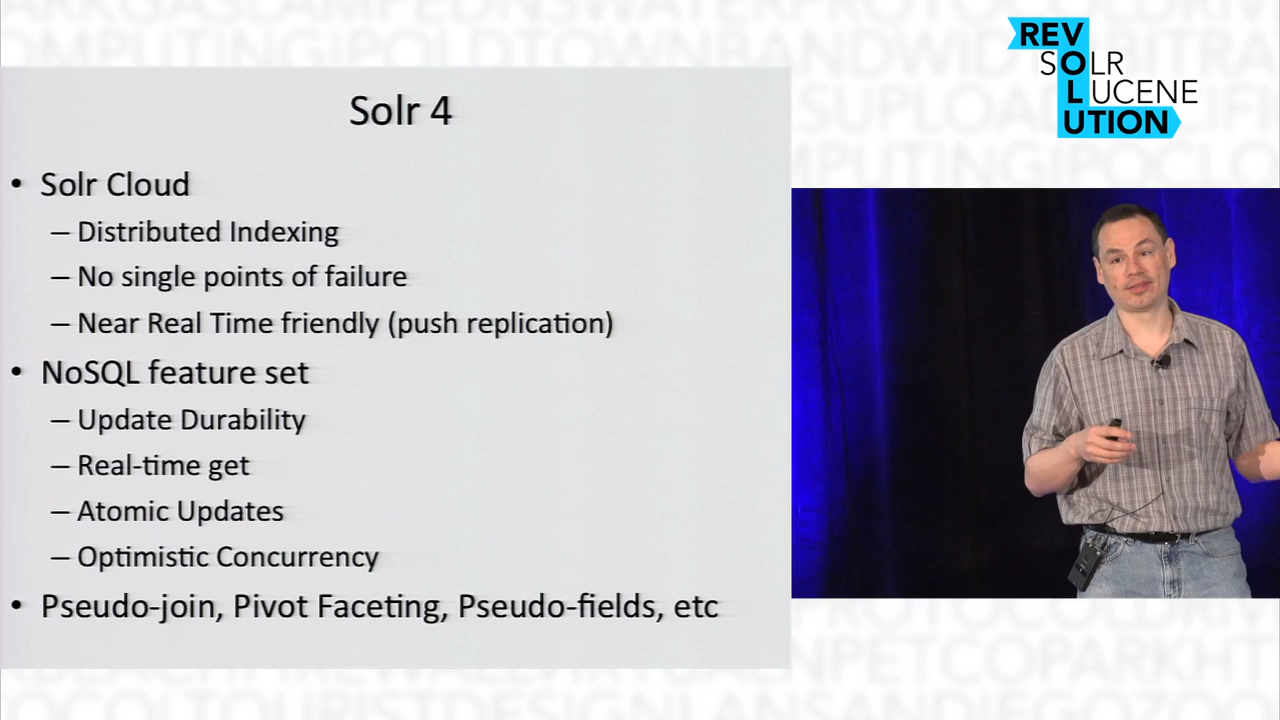 REV
SOLR
O
LUCENE
UTION
Solr 4
• Solr Cloud
– Distributed Indexing
– No single points of failure
– Near Real Time friendly (push replication)
• NoSQL feature set
– Update Durability
– Real-time get
– Atomic Updates
– Optimistic Concurrency
• Pseudo-join, Pivot Faceting, Pseudo-fields, etc